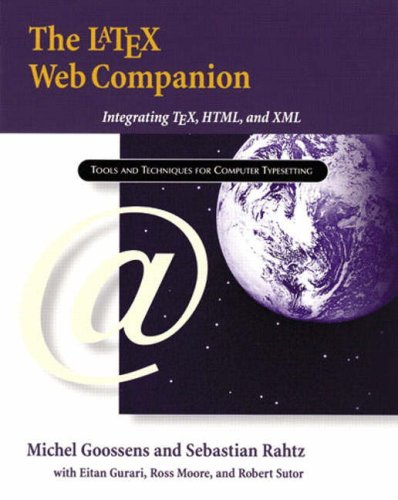 The LATEX
Web Companion
Integrating TEX, HTML, and XML
TOOLS AND TECHNIQUES FOR COMPUTER TYPESETTING
@
Michel Goossens and Sebastian Rahtz
with Eitan Gurari, Ross Moore, and Robert Sutor